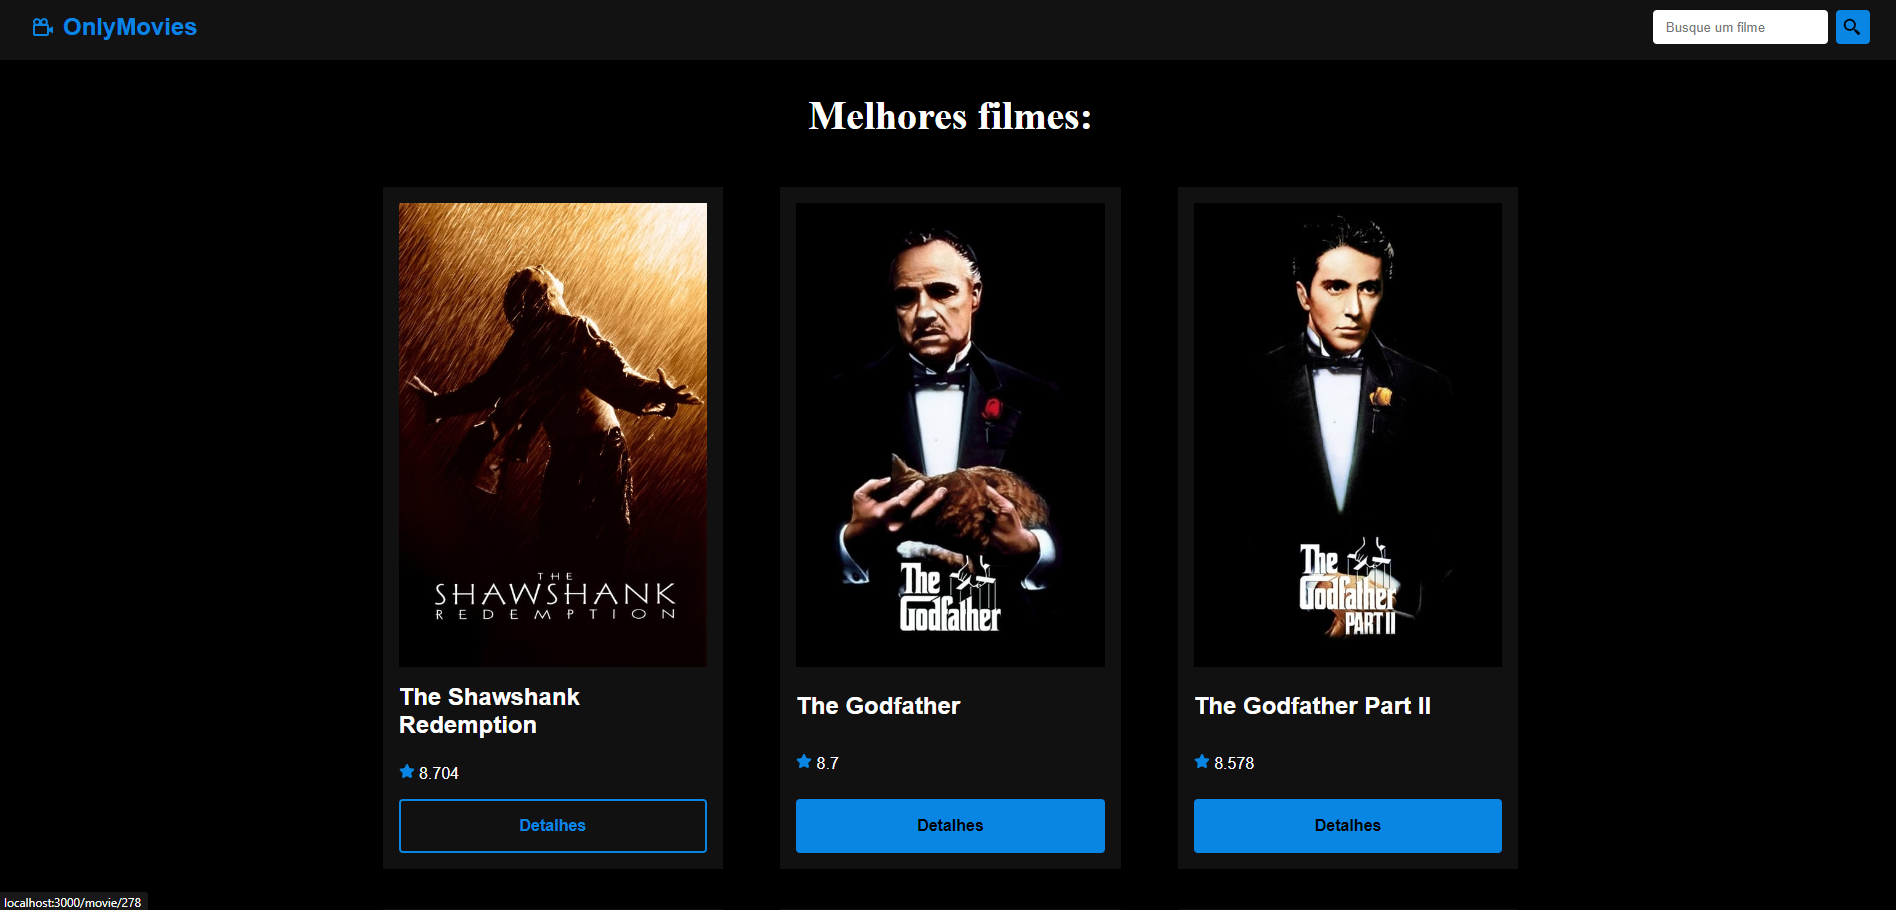 OnlyMovies
Busque um filme
Melhores filmes:
THE
SHAWSHANK
REDEMPTION
The
Godfather
The
Godfather
PART II
The Shawshank
Redemption
The Godfather
The Godfather Part II
8.704
8.7
8.578
Detalhes
Detalhes
Detalhes
localhost:3000/movie/278